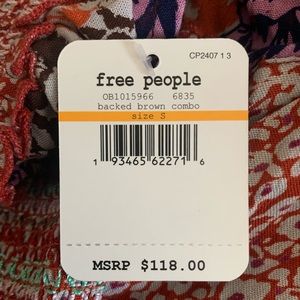 CP2407 1 3
free people
OB1015966 6835
backed brown combo
size S
1 93465 62271 6
MSRP $118.00